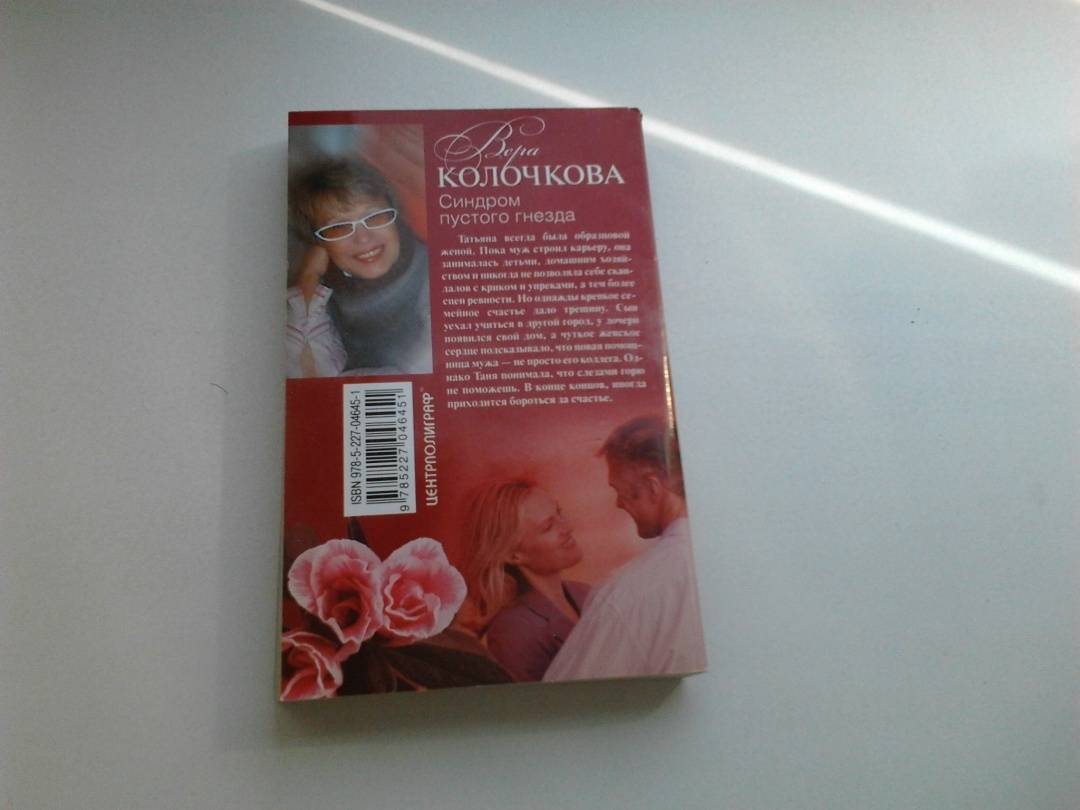 Вера
КОЛОЧКОВА
Синдром
пустого гнезда
Татьяна всегда была образцовой
женой. Пока муж строил карьеру, она
занималась детьми, домашним хозяй-
ством и никогда не позволяла себе скан-
далов с криком и упреками, а тем более
сцен ревности. Но однажды крепкое се-
мейное счастье дало трещину. Сын
уехал учиться в другой город, у дочери
появился свой дом, а чуткое женское
сердце подсказывало, что новая помощ-
ница мужа — не просто его коллега. Од-
нако Таня понимала, что слезами горю
не поможешь. В конце концов, иногда
приходится бороться за счастье.
ISBN 978-5-227-04645-1
9 785227 046451
ЦЕНТРПОЛИГРАФ®